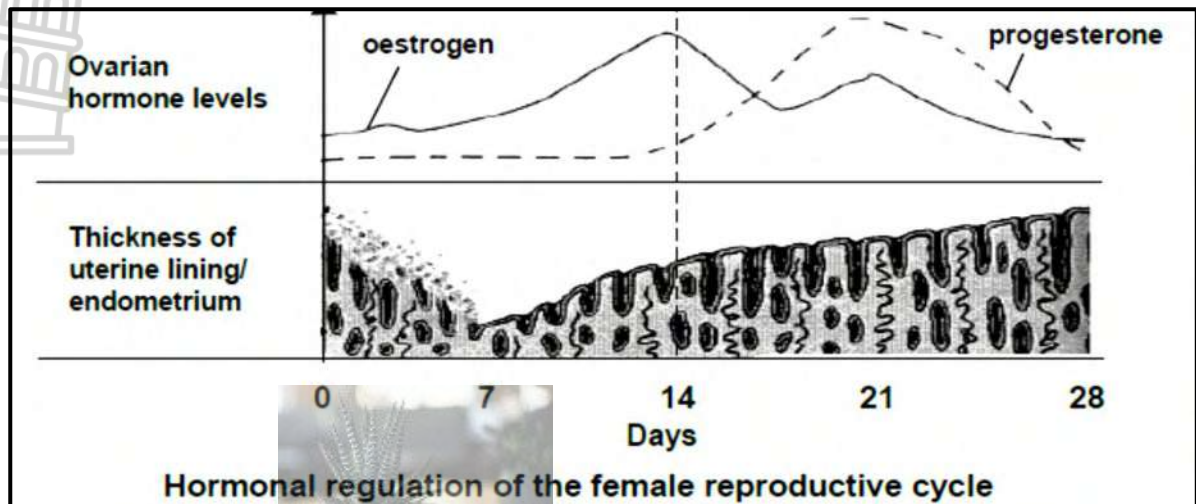 oestrogen
progesterone
Ovarian
hormone levels
Thickness of
uterine lining/
endometrium
0 7 14 21 28
Days
Hormonal regulation of the female reproductive cycle